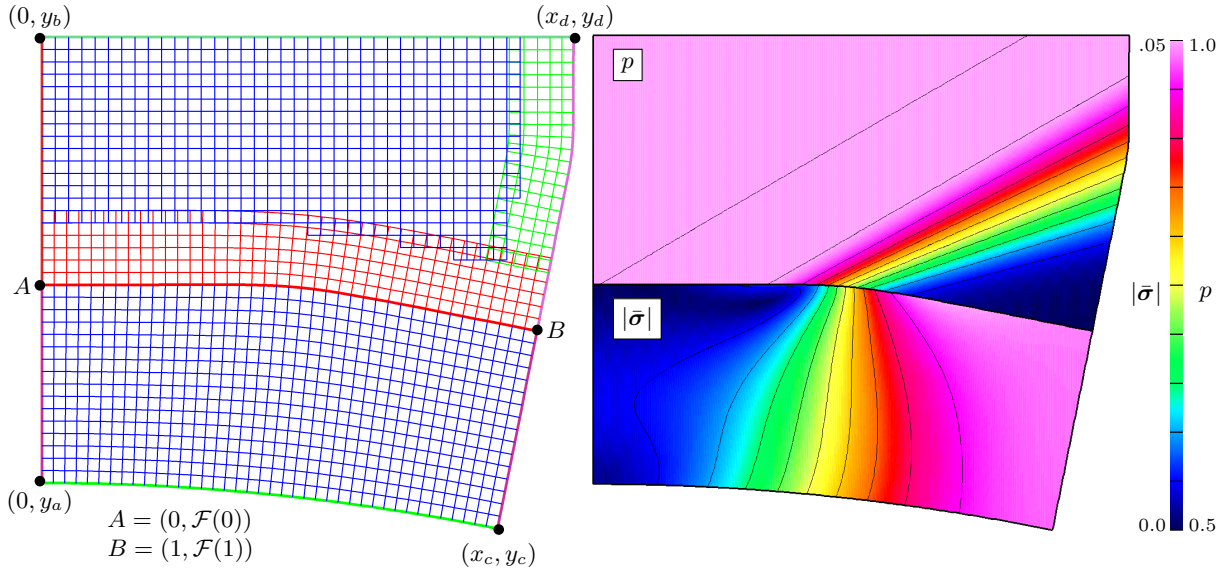 (0, y_b)
(x_d, y_d)
A
B
(0, y_a)
A = (0, ℱ(0))
B = (1, ℱ(1))
(x_c, y_c)
p
|σ̄|
.05 1.0
|σ̄| p
0.0 0.5